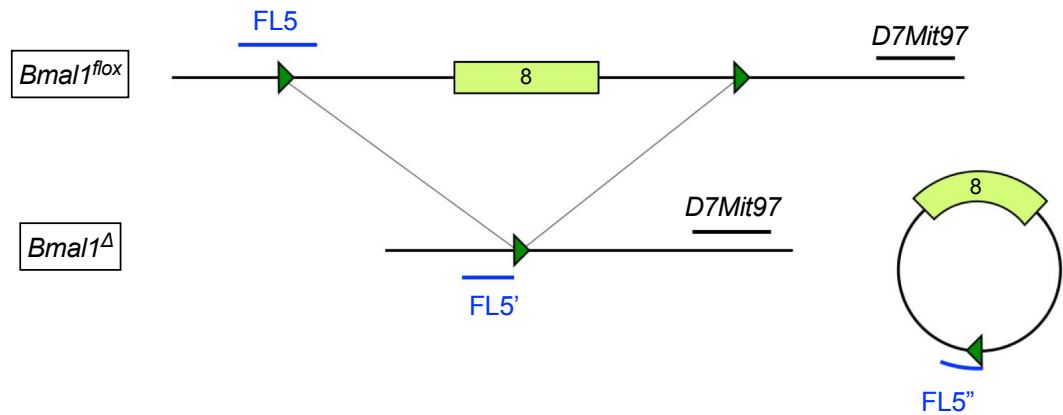 FL5
D7Mit97
Bmal1flox
8
D7Mit97
8
Bmal1Δ
FL5’
FL5”